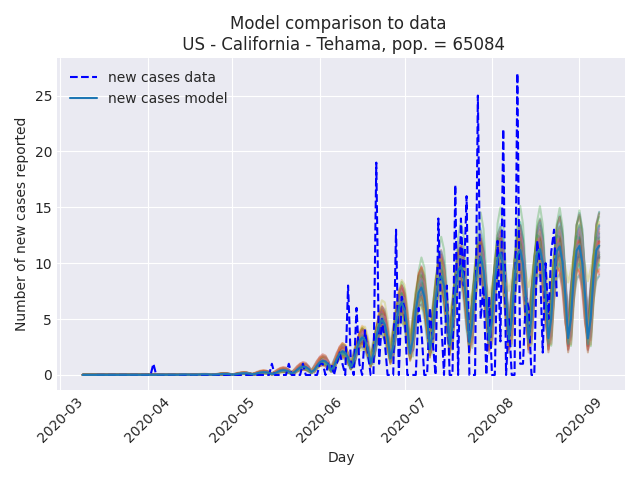 Model comparison to data
US - California - Tehama, pop. = 65084
new cases data
new cases model
Number of new cases reported
25
20
15
10
5
0
2020-03
2020-04
2020-05
2020-06
2020-07
2020-08
2020-09
Day